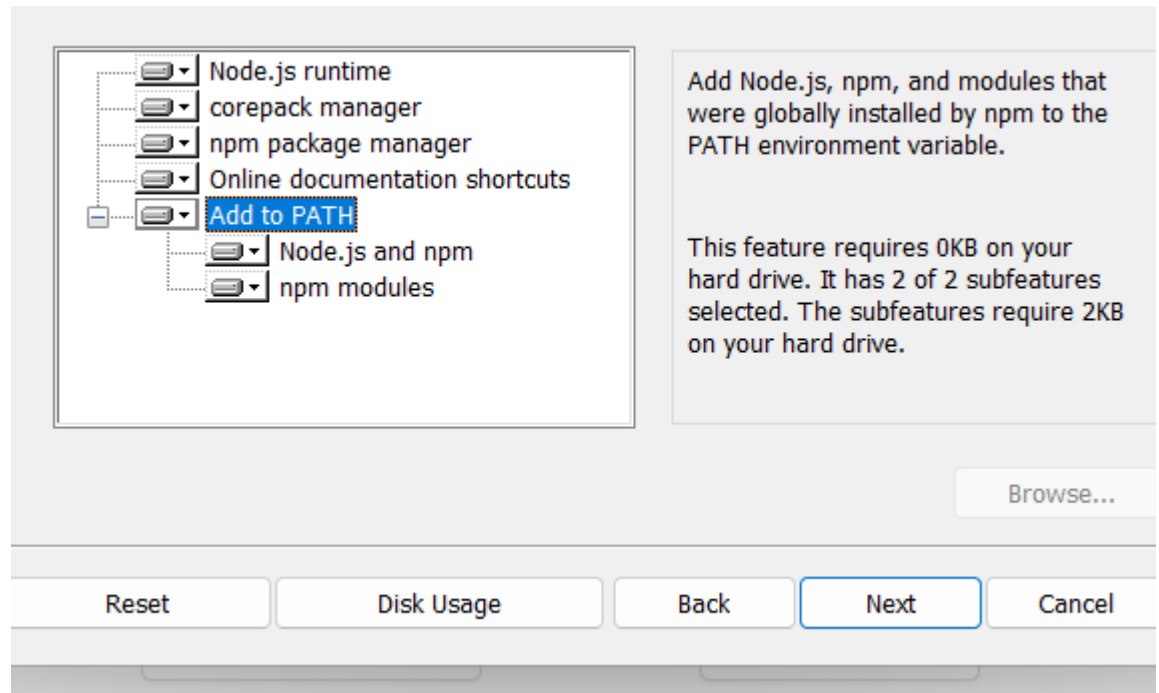 Node.js runtime
corepack manager
npm package manager
Online documentation shortcuts
Add to PATH
Node.js and npm
npm modules
Add Node.js, npm, and modules that
were globally installed by npm to the
PATH environment variable.
This feature requires 0KB on your
hard drive. It has 2 of 2 subfeatures
selected. The subfeatures require 2KB
on your hard drive.
Browse...
Reset
Disk Usage
Back
Next
Cancel